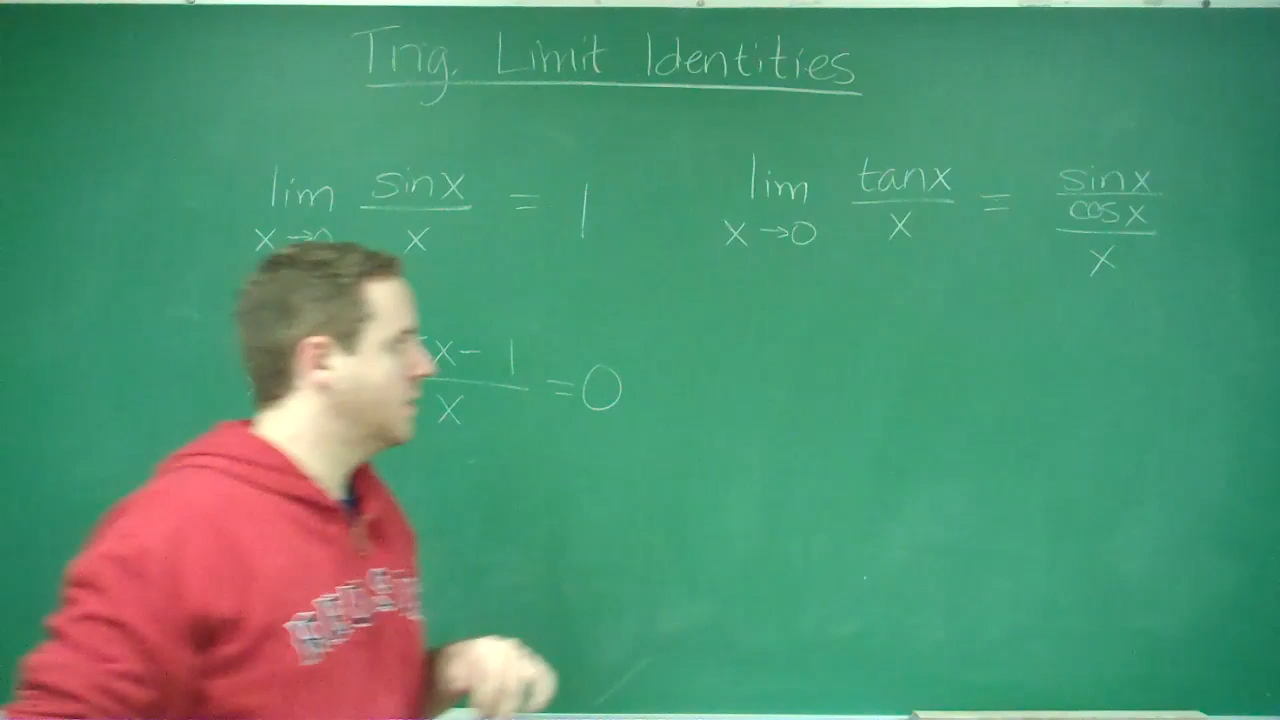 Trig. Limit Identities
lim sinx = 1
x→0 x
lim tanx = sinx
x→0 x cosx
x
x - 1 = 0
x